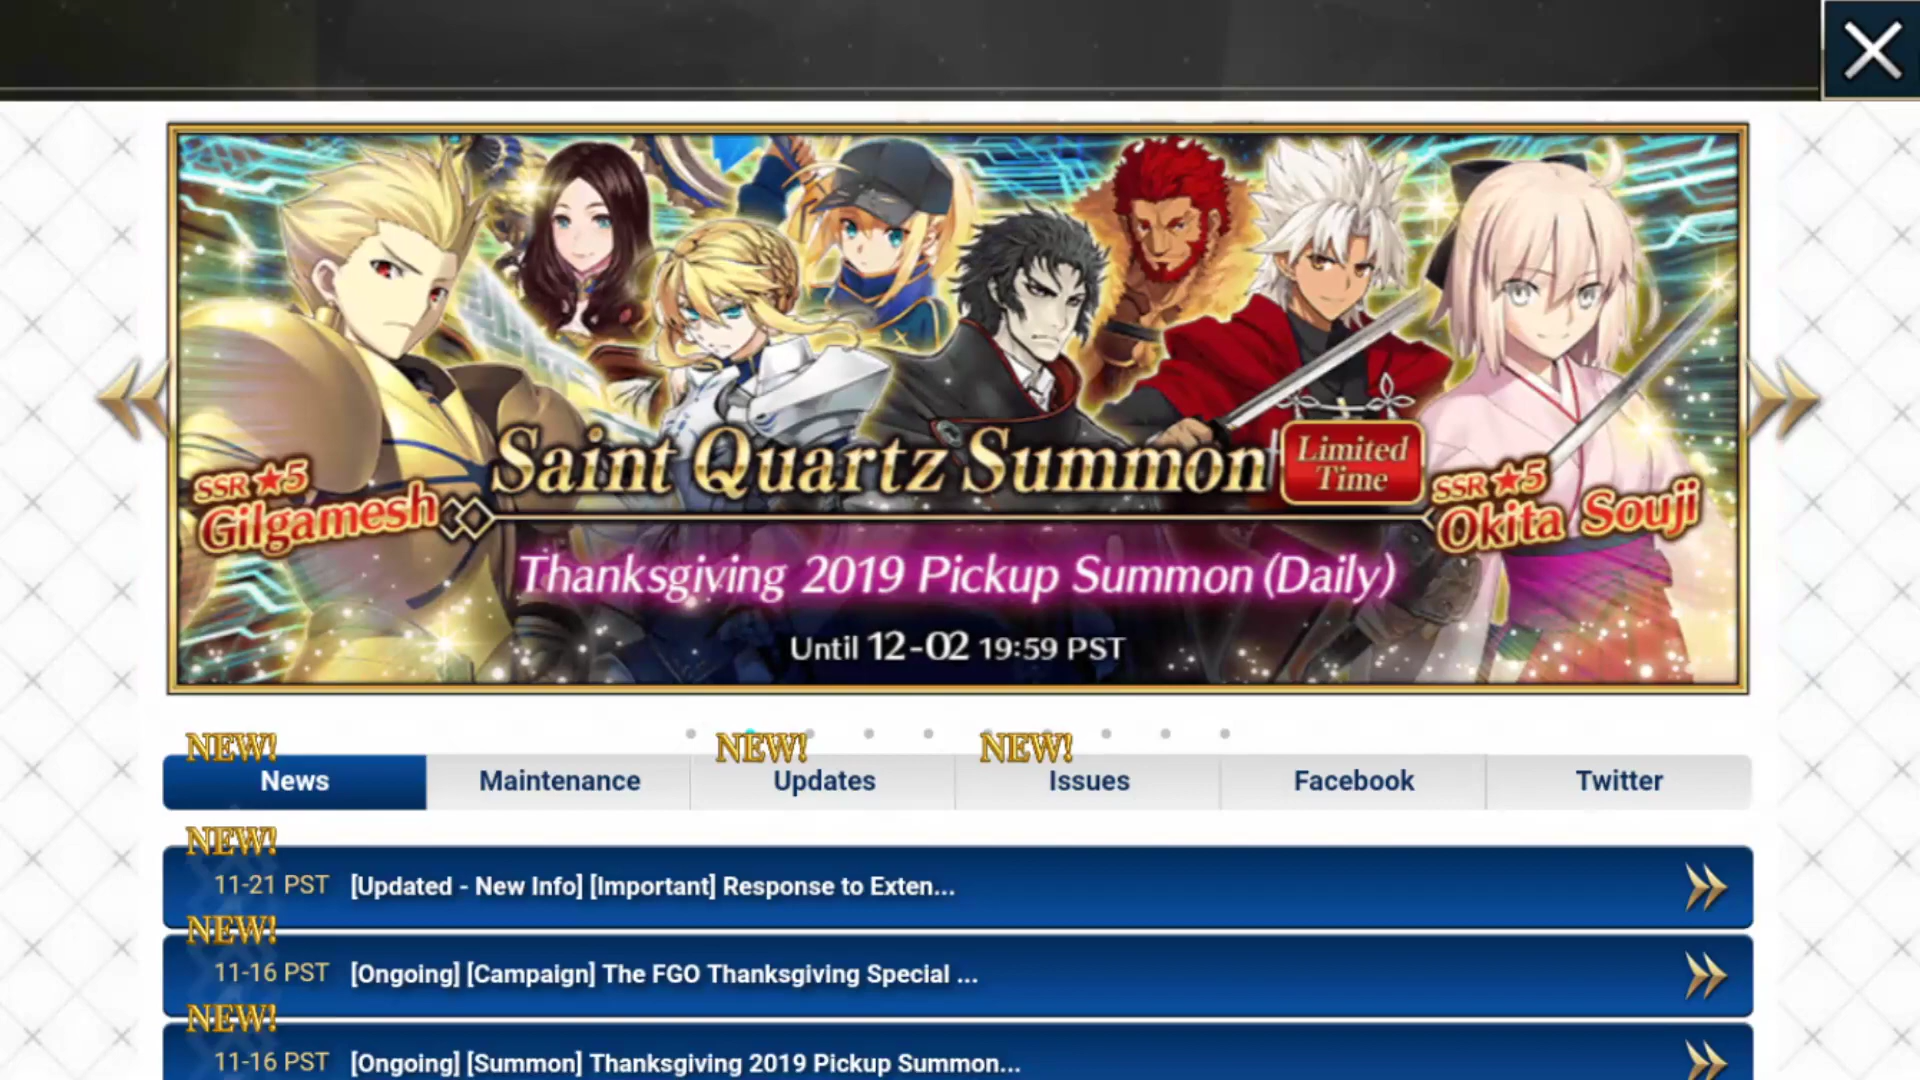 SSR ★5
Gilgamesh
Saint Quartz Summon
Limited
Time
SSR ★5
Okita Souji
Thanksgiving 2019 Pickup Summon (Daily)
Until 12-02 19:59 PST
NEW!
NEW!
NEW!
News
Maintenance
Updates
Issues
Facebook
Twitter
NEW!
11-21 PST [Updated - New Info] [Important] Response to Exten...
NEW!
11-16 PST [Ongoing] [Campaign] The FGO Thanksgiving Special ...
NEW!
11-16 PST [Ongoing] [Summon] Thanksgiving 2019 Pickup Summon...